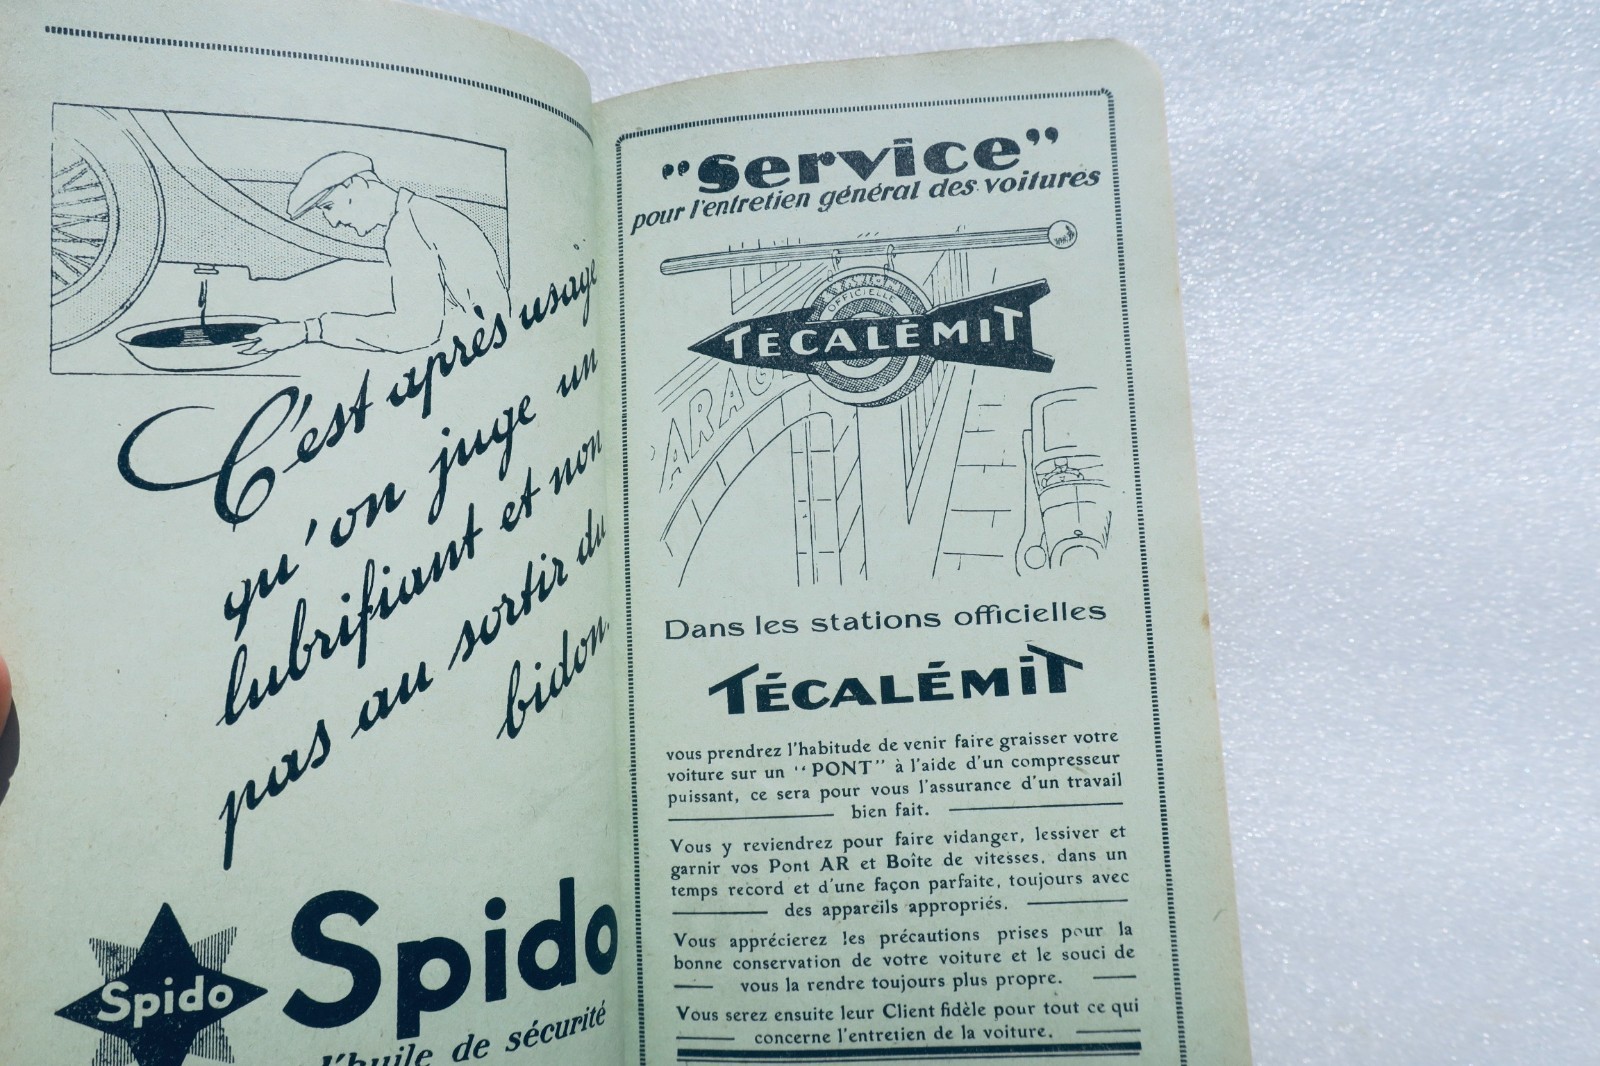 C'est après usage
qu'on juge un
lubrifiant et non
pas au sortir du
bidon.
Spido
Spido
l'huile de sécurité
"service"
pour l'entretien général des voitures
OFFICIELLE
TÉCALÉMIT
ARAG
Dans les stations officielles
TÉCALÉMIT
vous prendrez l'habitude de venir faire graisser votre
voiture sur un "PONT" à l'aide d'un compresseur
puissant, ce sera pour vous l'assurance d'un travail
bien fait.
Vous y reviendrez pour faire vidanger, lessiver et
garnir vos Pont AR et Boîte de vitesses, dans un
temps record et d'une façon parfaite, toujours avec
des appareils appropriés.
Vous apprécierez les précautions prises pour la
bonne conservation de votre voiture et le souci de
vous la rendre toujours plus propre.
Vous serez ensuite leur Client fidèle pour tout ce qui
concerne l'entretien de la voiture.